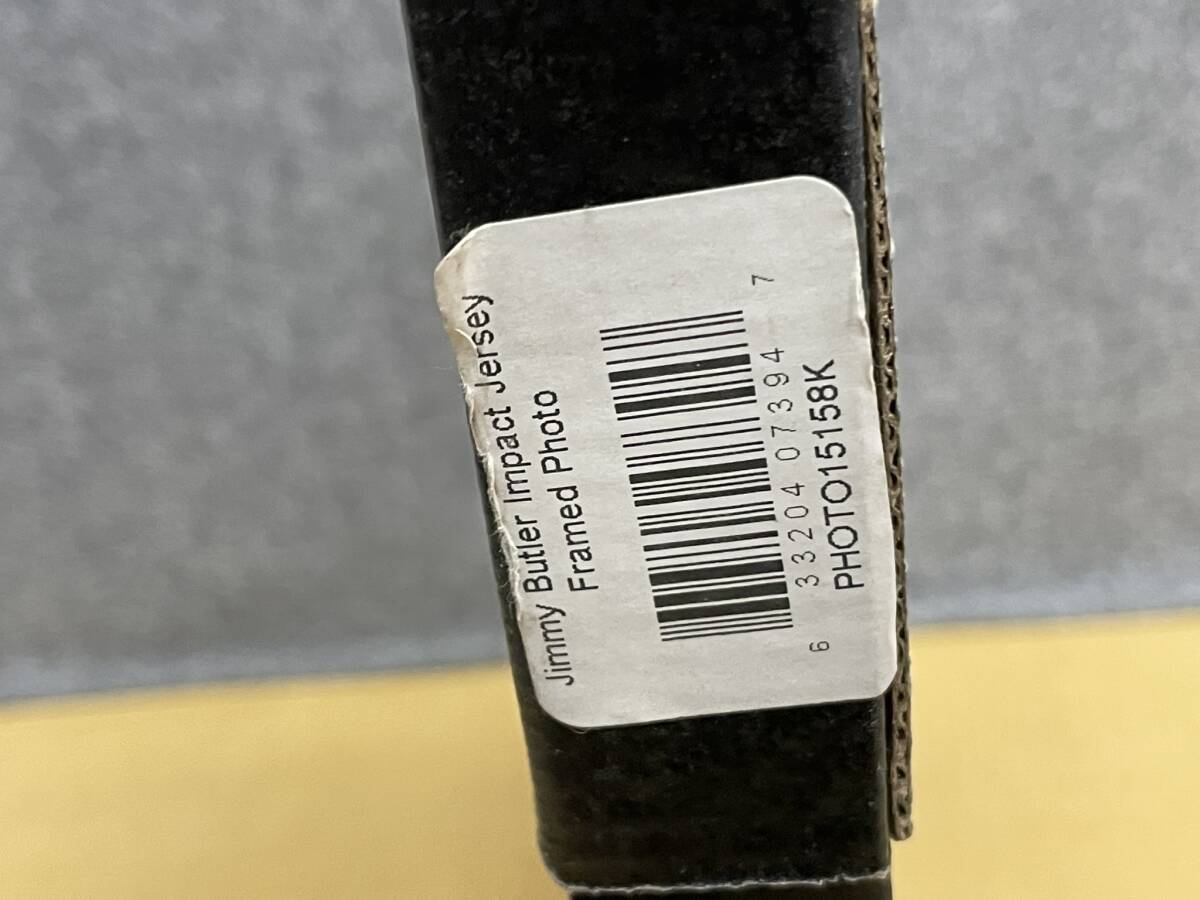 Jimmy Butler Impact Jersey
Framed Photo
6 33204 07394 7
PHOTO15158K